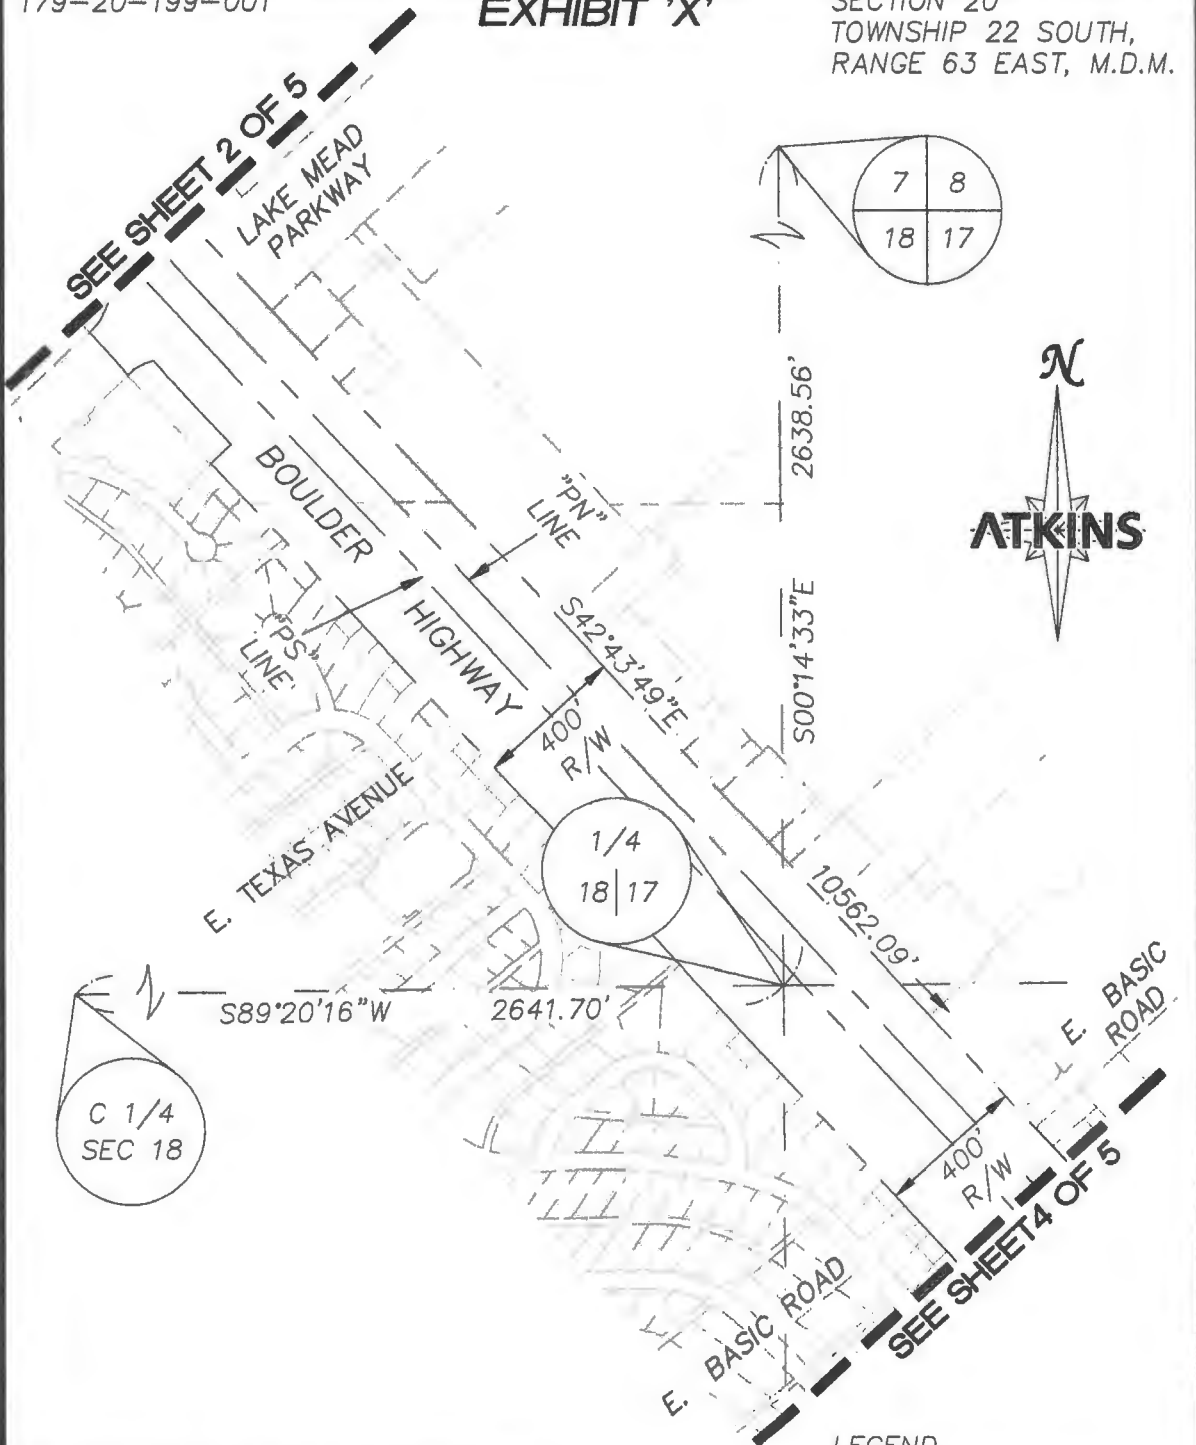 179-20-199-001
EXHIBIT 'X'
SECTION 20
TOWNSHIP 22 SOUTH,
RANGE 63 EAST, M.D.M.
SEE SHEET 2 OF 5
LAKE MEAD
PARKWAY
7 8
18 17
2638.56'
N
ATKINS
BOULDER
HIGHWAY
"PN"
LINE
"PS"
LINE
S42°43'49"E
S00°14'33"E
400'
R/W
E. TEXAS AVENUE
1/4
18 17
10562.09'
S89°20'16"W
2641.70'
E. BASIC
ROAD
C 1/4
SEC 18
400'
R/W
SEE SHEET 4 OF 5
E. BASIC ROAD
LEGEND